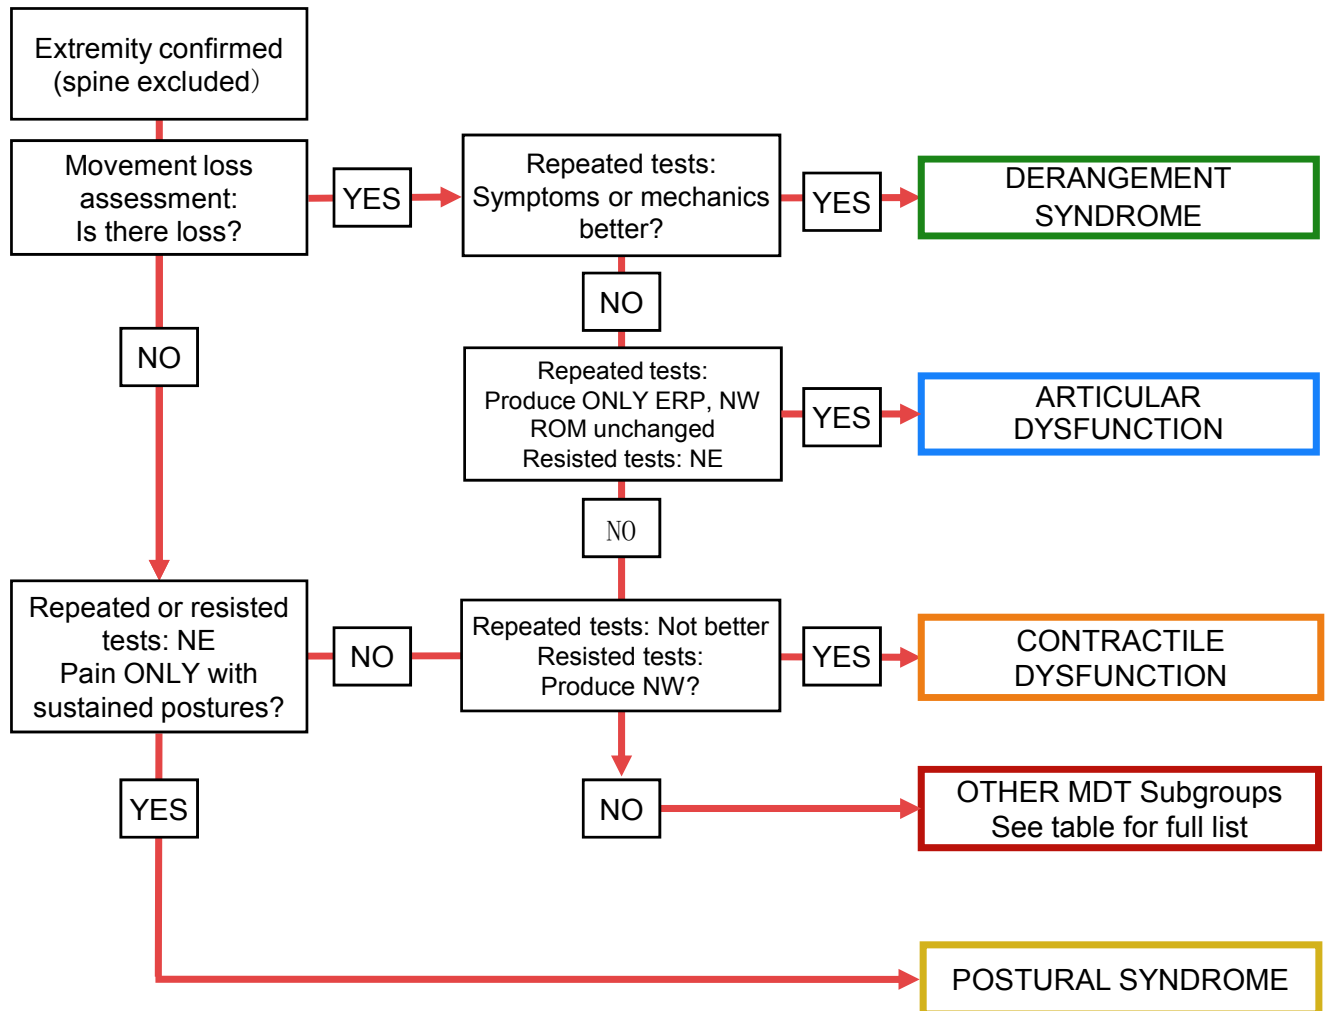 Extremity confirmed
(spine excluded）
Movement loss
assessment:
Is there loss?
YES
Repeated tests:
Symptoms or mechanics
better?
YES
DERANGEMENT
SYNDROME
NO
NO
Repeated tests:
Produce ONLY ERP, NW
ROM unchanged
Resisted tests: NE
YES
ARTICULAR
DYSFUNCTION
NO
Repeated or resisted
tests: NE
Pain ONLY with
sustained postures?
NO
Repeated tests: Not better
Resisted tests:
Produce NW?
YES
CONTRACTILE
DYSFUNCTION
YES
NO
OTHER MDT Subgroups
See table for full list
POSTURAL SYNDROME